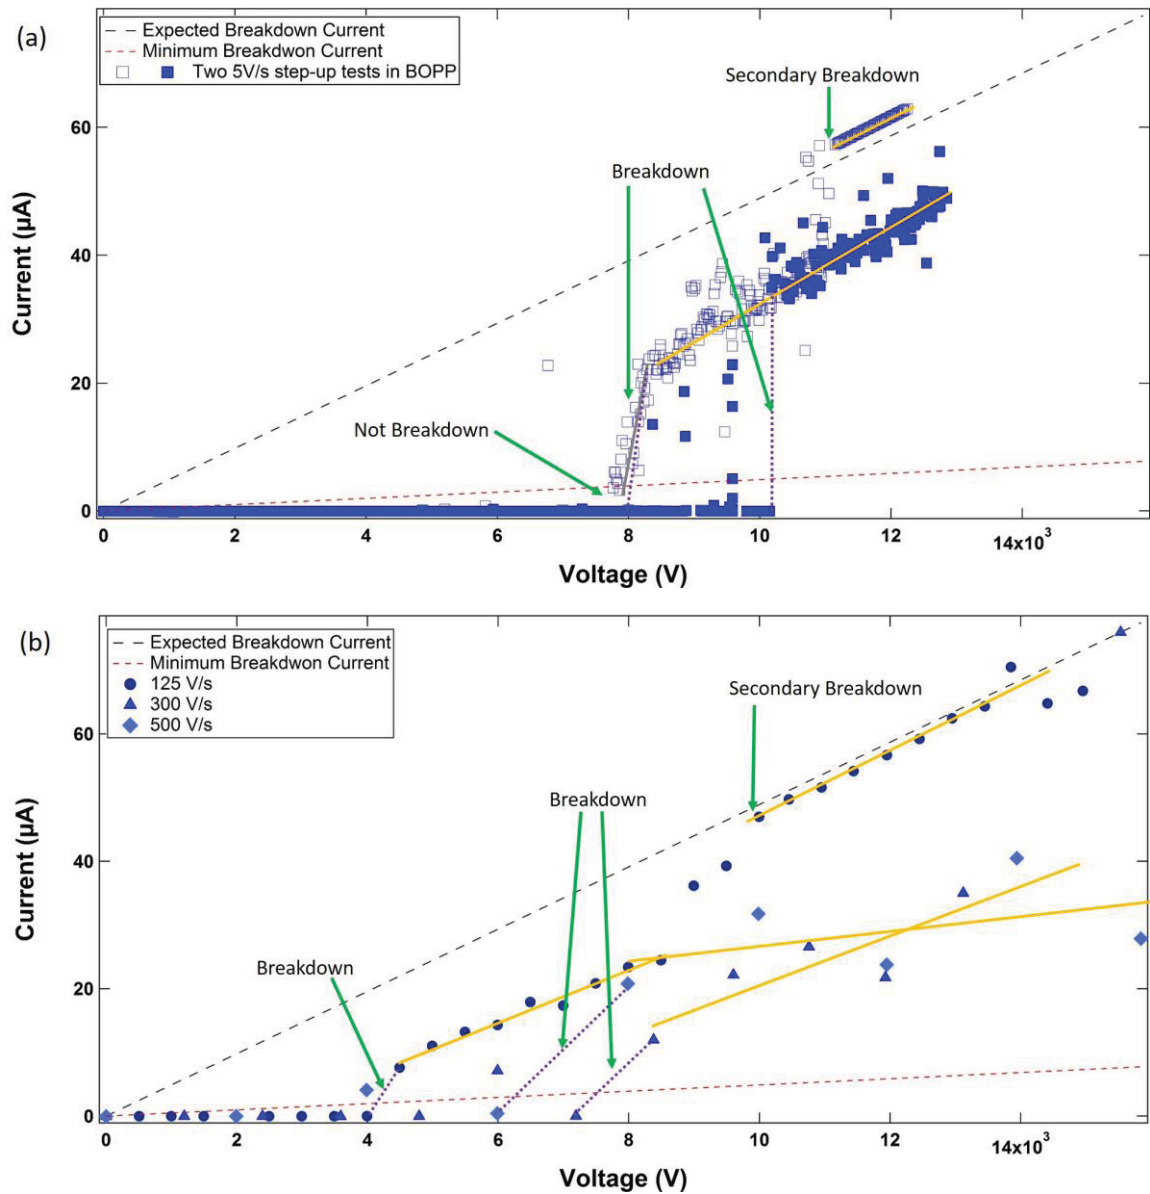 (a)
Expected Breakdown Current
Minimum Breakdwon Current
Two 5V/s step-up tests in BOPP
Secondary Breakdown
Breakdown
Not Breakdown
Current (µA)
60
40
20
0
0 2 4 6 8 10 12 14x10³
Voltage (V)
(b)
Expected Breakdown Current
Minimum Breakdwon Current
125 V/s
300 V/s
500 V/s
Secondary Breakdown
Breakdown
Breakdown
Current (µA)
60
40
20
0
0 2 4 6 8 10 12 14x10³
Voltage (V)